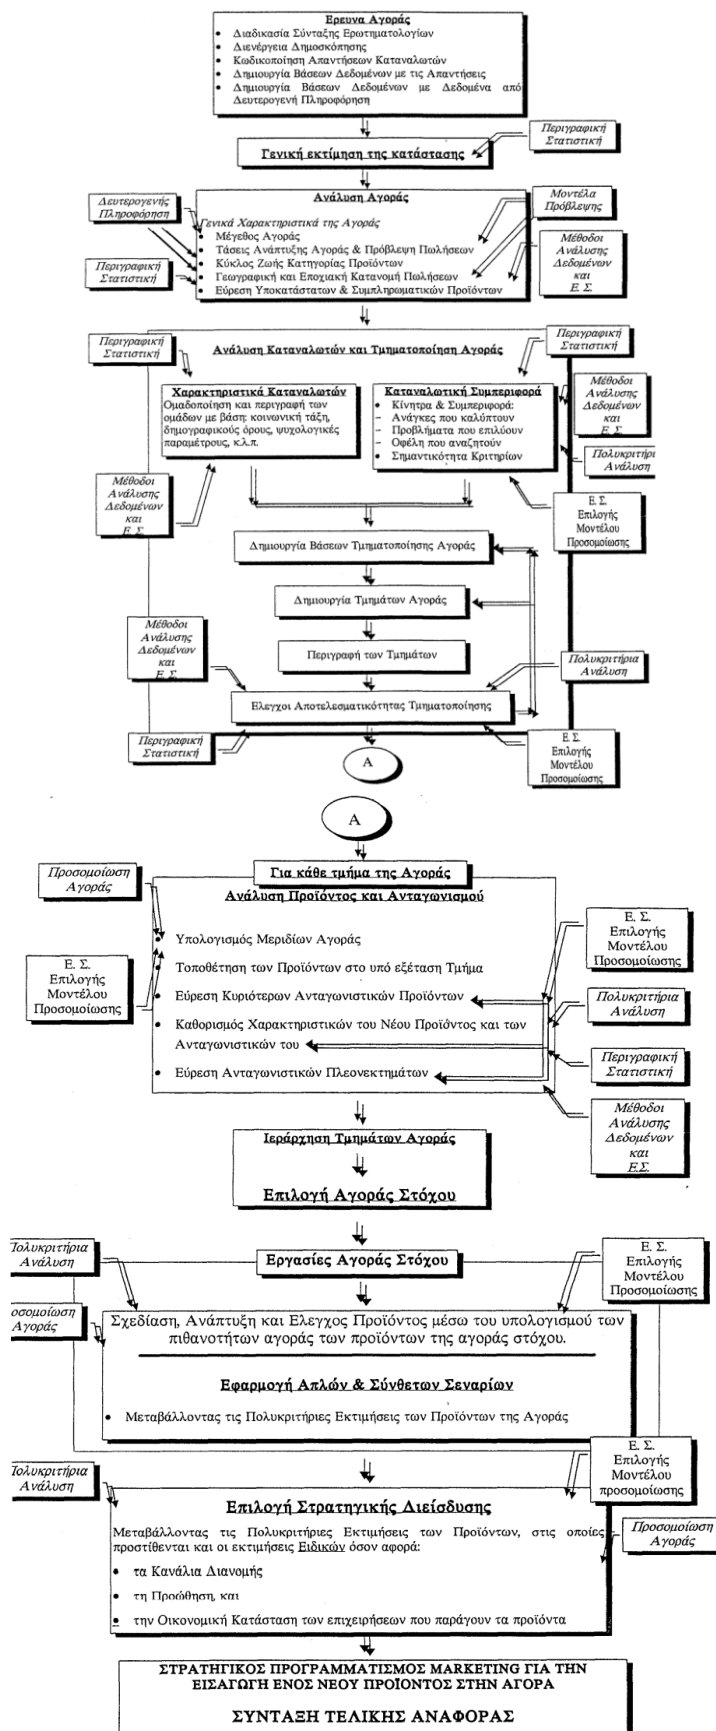 Ερευνα Αγοράς
• Διαδικασία Σύνταξης Ερωτηματολογίων
• Διενέργεια Δημοσκόπησης
• Κωδικοποίηση Απαντήσεων Καταναλωτών
• Δημιουργία Βάσεων Δεδομένων με τις Απαντήσεις
• Δημιουργία Βάσεων Δεδομένων με Δεδομένα από
Δευτερογενή Πληροφόρηση
Περιγραφική
Στατιστική
Γενική εκτίμηση της κατάστασης
Δευτερογενής
Πληροφόρηση
Ανάλυση Αγοράς
Μοντέλα
Πρόβλεψης
Γενικά Χαρακτηριστικά της Αγοράς
• Μέγεθος Αγοράς
• Τάσεις Ανάπτυξης Αγοράς & Πρόβλεψη Πωλήσεων
• Κύκλος Ζωής Κατηγορίας Προϊόντων
• Γεωγραφική και Εποχιακή Κατανομή Πωλήσεων
• Εύρεση Υποκατάστατων & Συμπληρωματικών Προϊόντων
Περιγραφική
Στατιστική
Μέθοδοι
Ανάλυσης
Δεδομένων
και
Ε. Σ.
Περιγραφική
Στατιστική
Ανάλυση Καταναλωτών και Τμηματοποίηση Αγοράς
Περιγραφική
Στατιστική
Χαρακτηριστικά Καταναλωτών
Ομαδοποίηση και περιγραφή των
ομάδων με βάση: κοινωνική τάξη,
δημογραφικούς όρους, ψυχολογικές
παραμέτρους, κ.λ.π.
Καταναλωτική Συμπεριφορά
• Κίνητρα & Συμπεριφορά:
– Ανάγκες που καλύπτουν
– Προβλήματα που επιλύουν
– Οφέλη που αναζητούν
• Σημαντικότητα Κριτηρίων
Μέθοδοι
Ανάλυσης
Δεδομένων
και
Ε. Σ.
Πολυκριτήρια
Ανάλυση
Μέθοδοι
Ανάλυσης
Δεδομένων
και
Ε. Σ.
Ε. Σ.
Επιλογής
Μοντέλου
Προσομοίωσης
Δημιουργία Βάσεων Τμηματοποίησης Αγοράς
Δημιουργία Τμημάτων Αγοράς
Μέθοδοι
Ανάλυσης
Δεδομένων
και
Ε. Σ.
Περιγραφή των Τμημάτων
Πολυκριτήρια
Ανάλυση
Ελεγχοι Αποτελεσματικότητας Τμηματοποίησης
Περιγραφική
Στατιστική
Ε. Σ.
Επιλογής
Μοντέλου
Προσομοίωσης
Α
Α
Προσομοίωση
Αγοράς
Για κάθε τμήμα της Αγοράς
Ανάλυση Προϊόντος και Ανταγωνισμού
• Υπολογισμός Μεριδίων Αγοράς
• Τοποθέτηση των Προϊόντων στο υπό εξέταση Τμήμα
• Εύρεση Κυριότερων Ανταγωνιστικών Προϊόντων
• Καθορισμός Χαρακτηριστικών του Νέου Προϊόντος και των
Ανταγωνιστικών του
• Εύρεση Ανταγωνιστικών Πλεονεκτημάτων
Ε. Σ.
Επιλογής
Μοντέλου
Προσομοίωσης
Ε. Σ.
Επιλογής
Μοντέλου
Προσομοίωσης
Πολυκριτήρια
Ανάλυση
Περιγραφική
Στατιστική
Μέθοδοι
Ανάλυσης
Δεδομένων
και
Ε.Σ.
Ιεράρχηση Τμημάτων Αγοράς
Επιλογή Αγοράς Στόχου
Πολυκριτήρια
Ανάλυση
Εργασίες Αγοράς Στόχου
Ε. Σ.
Επιλογής
Μοντέλου
Προσομοίωσης
οσομοίωση
Αγοράς
Σχεδίαση, Ανάπτυξη και Ελεγχος Προϊόντος μέσω του υπολογισμού των
πιθανοτήτων αγοράς των προϊόντων της αγοράς στόχου.
Εφαρμογή Απλών & Σύνθετων Σεναρίων
• Μεταβάλλοντας τις Πολυκριτήριες Εκτιμήσεις των Προϊόντων της Αγοράς
Πολυκριτήρια
Ανάλυση
Ε. Σ.
Επιλογής
Μοντέλου
προσομοίωσης
Επιλογή Στρατηγικής Διείσδυσης
Μεταβάλλοντας τις Πολυκριτήριες Εκτιμήσεις των Προϊόντων, στις οποίες
προστίθενται και οι εκτιμήσεις Ειδικών όσον αφορά:
• τα Κανάλια Διανομής
• τη Προώθηση, και
• την Οικονομική Κατάσταση των επιχειρήσεων που παράγουν τα προϊόντα
Προσομοίωση
Αγοράς
ΣΤΡΑΤΗΓΙΚΟΣ ΠΡΟΓΡΑΜΜΑΤΙΣΜΟΣ MARKETING ΓΙΑ ΤΗΝ
ΕΙΣΑΓΩΓΗ ΕΝΟΣ ΝΕΟΥ ΠΡΟΪΟΝΤΟΣ ΣΤΗΝ ΑΓΟΡΑ
ΣΥΝΤΑΞΗ ΤΕΛΙΚΗΣ ΑΝΑΦΟΡΑΣ